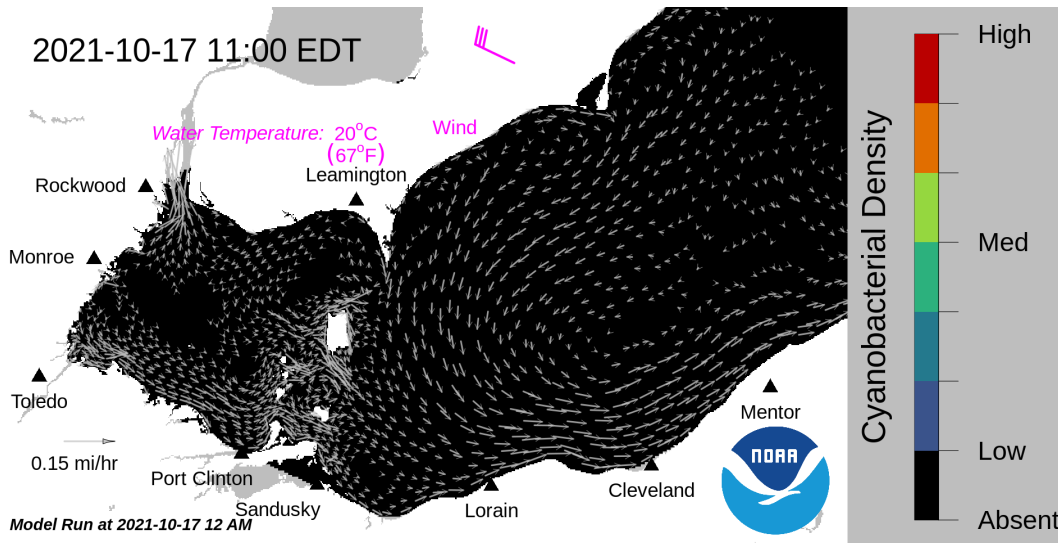 2021-10-17 11:00 EDT
Water Temperature: 20°C
(67°F)
Wind
Leamington
Rockwood
Monroe
Toledo
0.15 mi/hr
Port Clinton
Sandusky
Lorain
Cleveland
Mentor
NOAA
Model Run at 2021-10-17 12 AM
Cyanobacterial Density
High
Med
Low
Absent